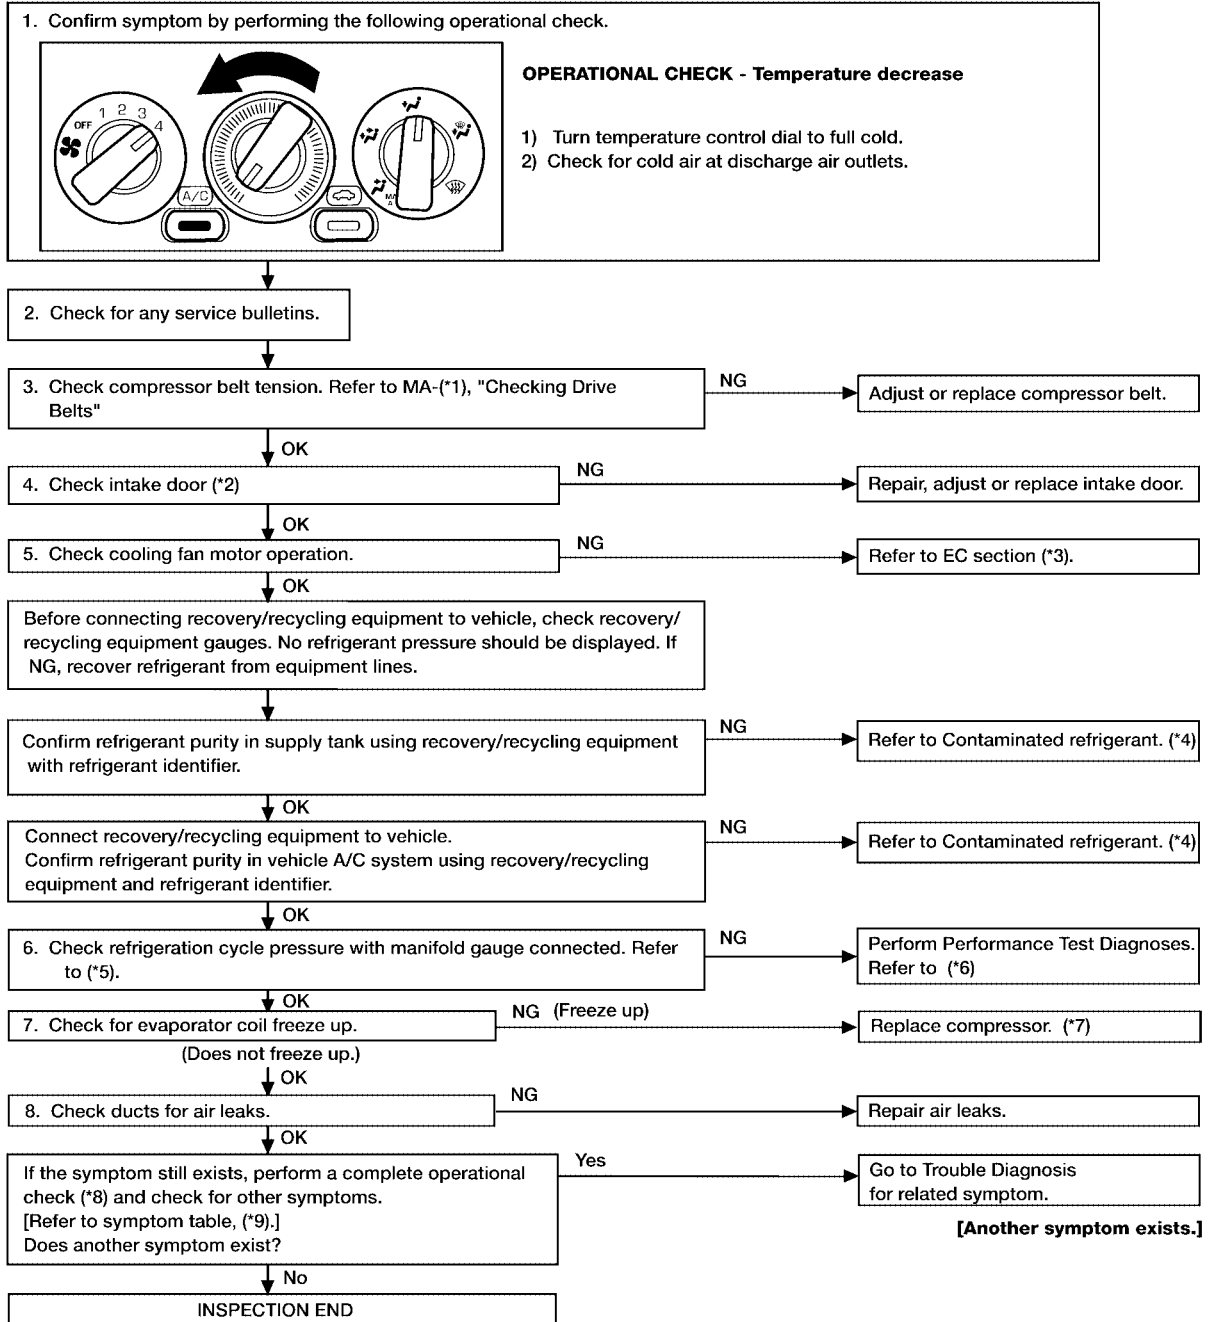 1. Confirm symptom by performing the following operational check.
OFF 1 2 3 4
A/C
OPERATIONAL CHECK - Temperature decrease
1) Turn temperature control dial to full cold.
2) Check for cold air at discharge air outlets.
2. Check for any service bulletins.
3. Check compressor belt tension. Refer to MA-(*1), "Checking Drive
Belts"
NG
Adjust or replace compressor belt.
OK
4. Check intake door (*2)
NG
Repair, adjust or replace intake door.
OK
5. Check cooling fan motor operation.
NG
Refer to EC section (*3).
OK
Before connecting recovery/recycling equipment to vehicle, check recovery/
recycling equipment gauges. No refrigerant pressure should be displayed. If
NG, recover refrigerant from equipment lines.
Confirm refrigerant purity in supply tank using recovery/recycling equipment
with refrigerant identifier.
NG
Refer to Contaminated refrigerant. (*4)
OK
Connect recovery/recycling equipment to vehicle.
Confirm refrigerant purity in vehicle A/C system using recovery/recycling
equipment and refrigerant identifier.
NG
Refer to Contaminated refrigerant. (*4)
OK
6. Check refrigeration cycle pressure with manifold gauge connected. Refer
to (*5).
NG
Perform Performance Test Diagnoses.
Refer to (*6)
OK
7. Check for evaporator coil freeze up.
NG (Freeze up)
Replace compressor. (*7)
(Does not freeze up.)
OK
8. Check ducts for air leaks.
NG
Repair air leaks.
OK
If the symptom still exists, perform a complete operational
check (*8) and check for other symptoms.
[Refer to symptom table, (*9).]
Does another symptom exist?
Yes
Go to Trouble Diagnosis
for related symptom.
[Another symptom exists.]
No
INSPECTION END